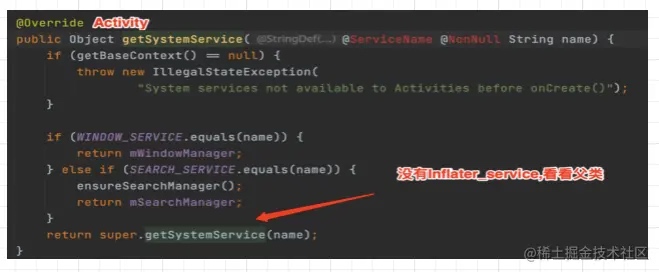 @Override Activity
public Object getSystemService( @StringDef(...) @ServiceName @NonNull String name) {
if (getBaseContext() == null) {
throw new IllegalStateException(
"System services not available to Activities before onCreate()");
}
if (WINDOW_SERVICE.equals(name)) {
return mWindowManager;
} else if (SEARCH_SERVICE.equals(name)) {
ensureSearchManager();
return mSearchManager;
}
没有Inflater_service,看看父类
return super.getSystemService(name);
}
@稀土掘金技术社区